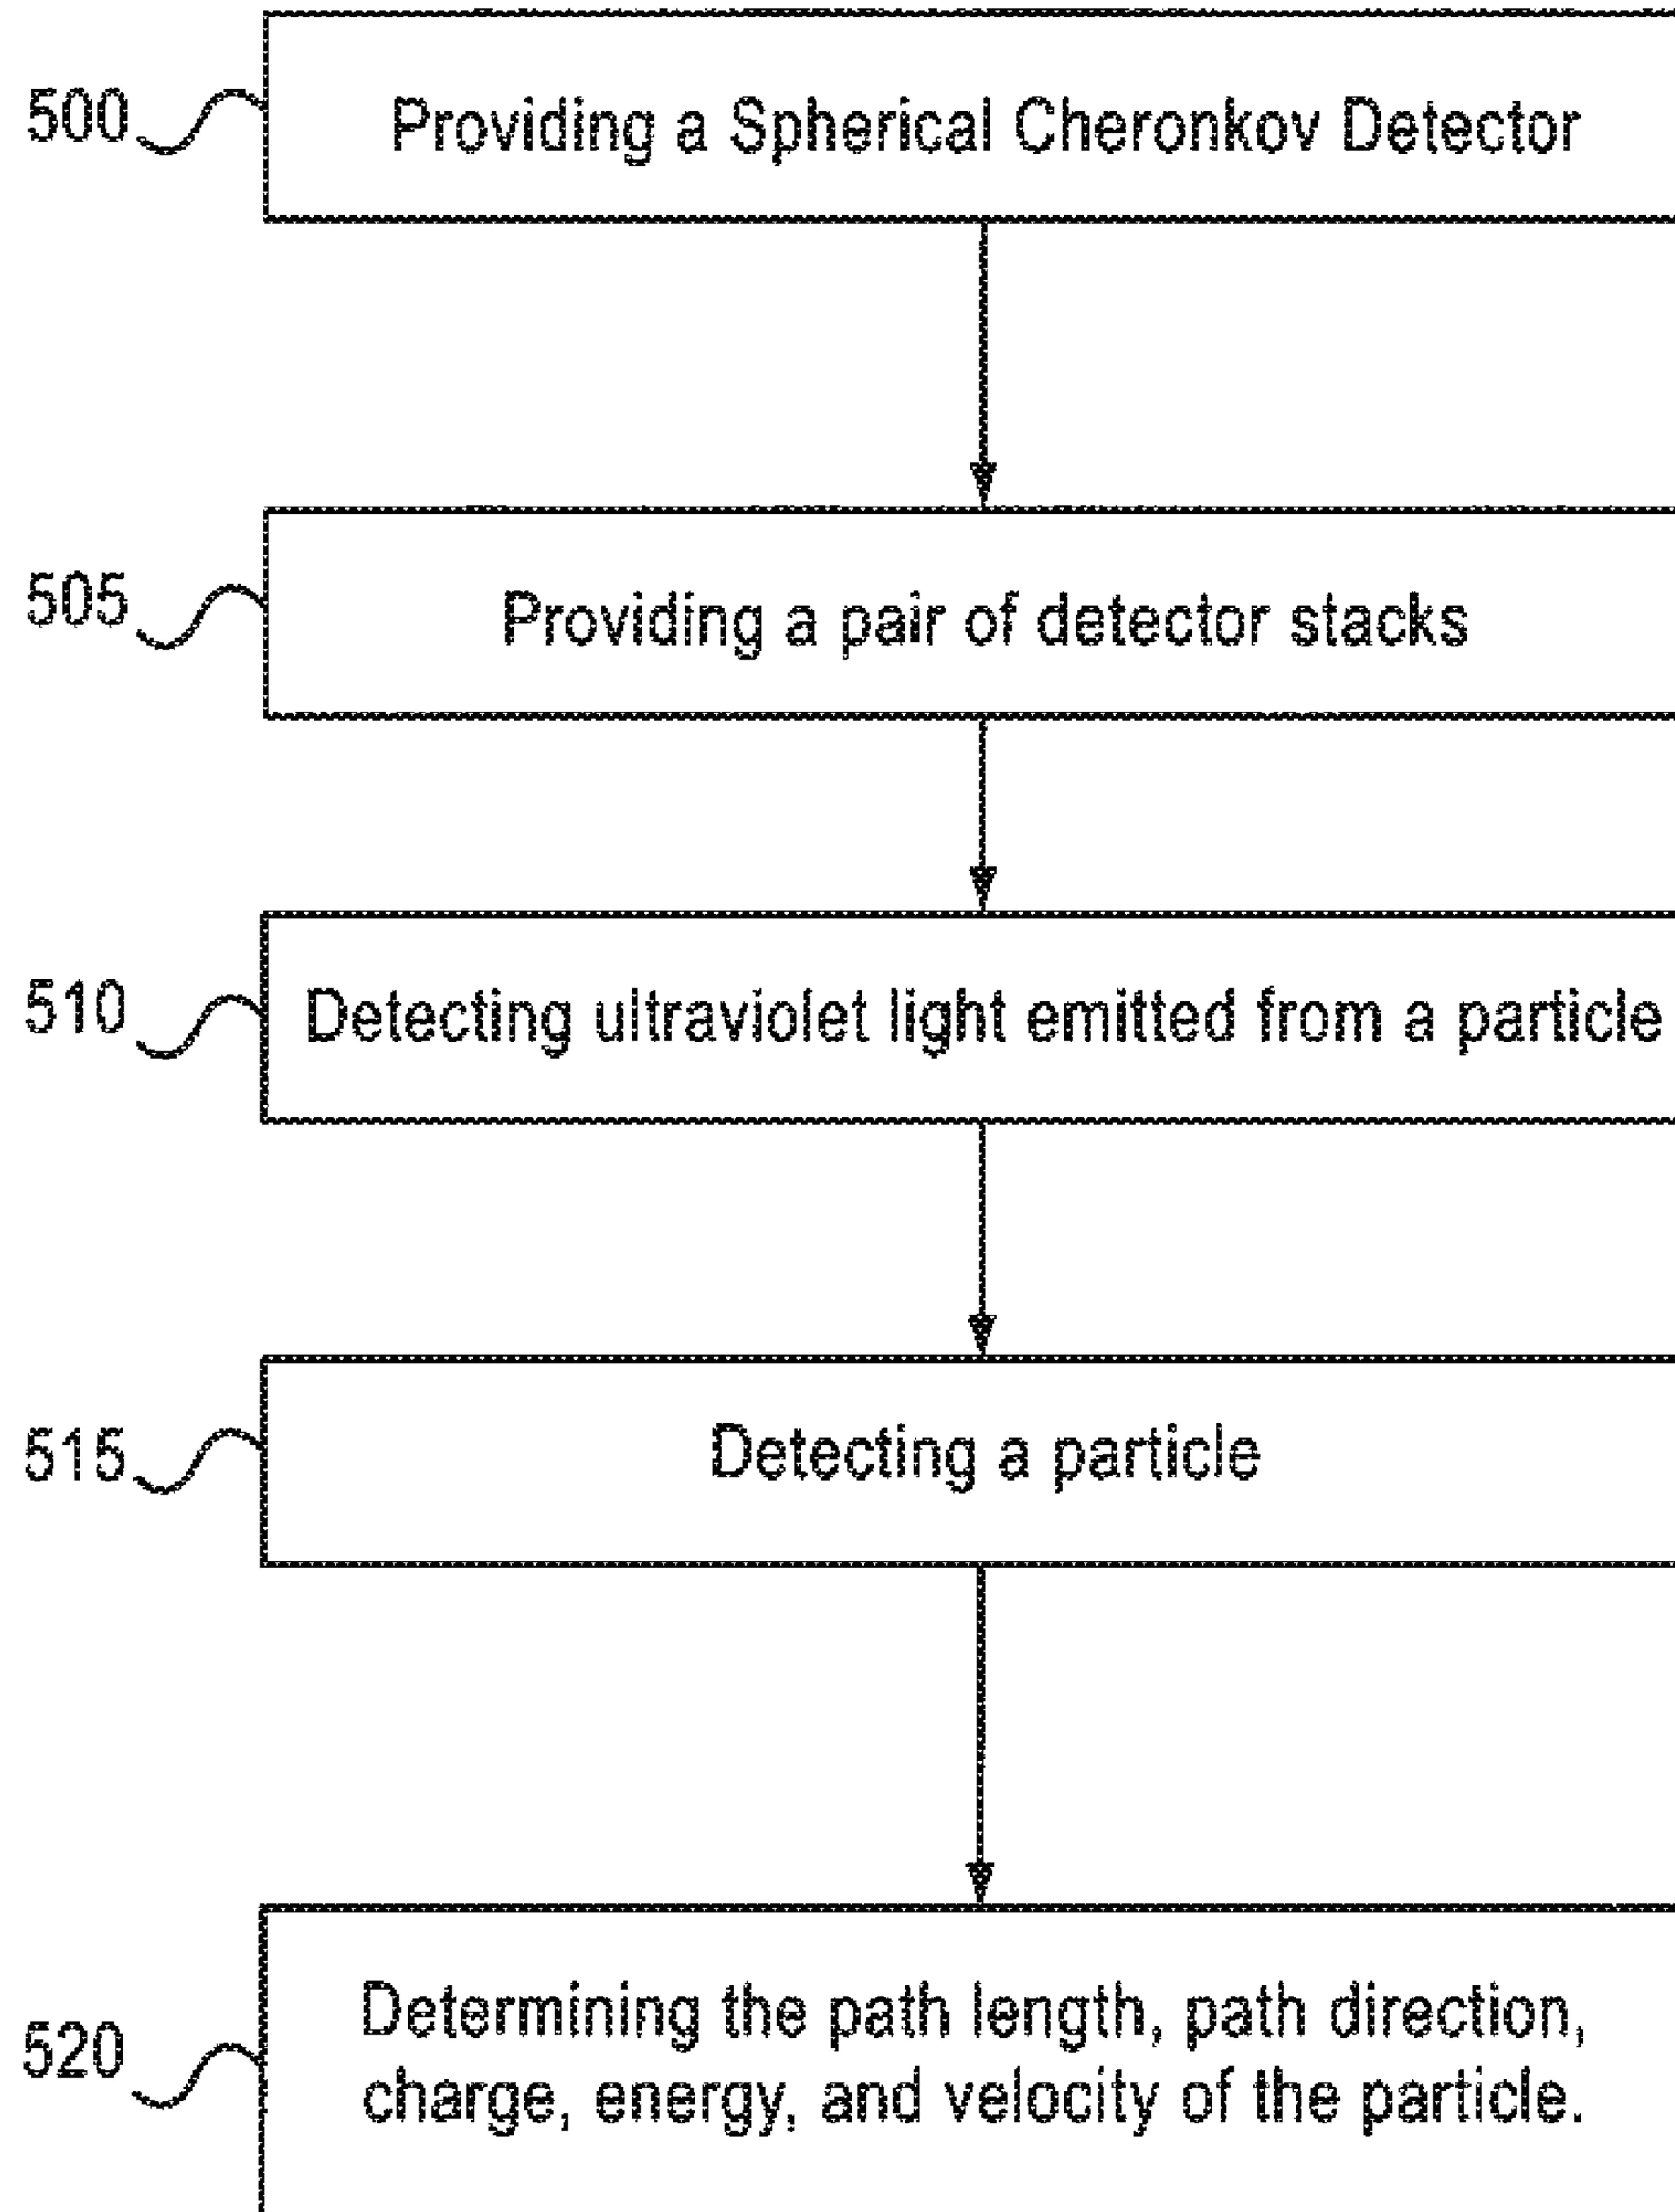 500 Providing a Spherical Cheronkov Detector
505 Providing a pair of detector stacks
510 Detecting ultraviolet light emitted from a particle
515 Detecting a particle
520 Determining the path length, path direction,
charge, energy, and velocity of the particle.